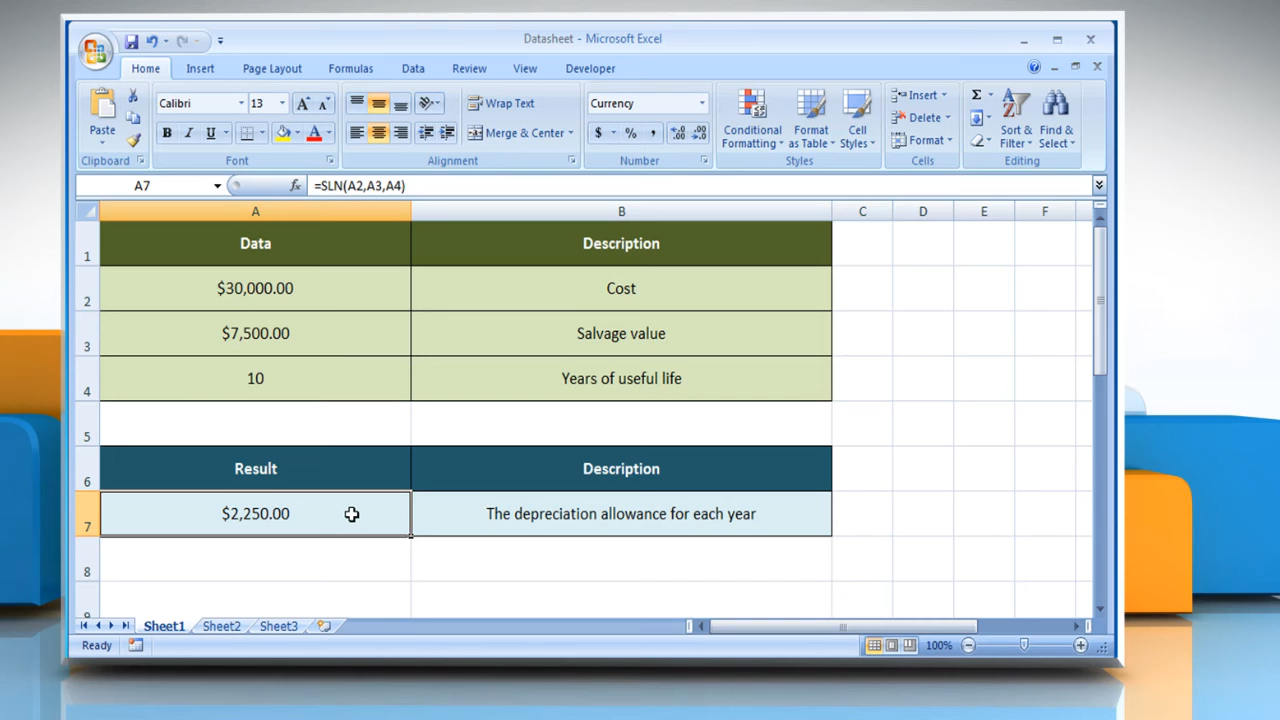 Datasheet - Microsoft Excel
Home Insert Page Layout Formulas Data Review View Developer
Paste
Clipboard
Calibri 13
B I U A
Font
Wrap Text
Merge & Center
Alignment
Currency
$ % ,
Number
Conditional Formatting
Format as Table
Cell Styles
Styles
Insert
Delete
Format
Cells
Σ
Sort & Filter
Find & Select
Editing
A7 fx =SLN(A2,A3,A4)
A B C D E F
1 Data Description
2 $30,000.00 Cost
3 $7,500.00 Salvage value
4 10 Years of useful life
5
6 Result Description
7 $2,250.00 The depreciation allowance for each year
8
9
Sheet1 Sheet2 Sheet3
Ready 100%